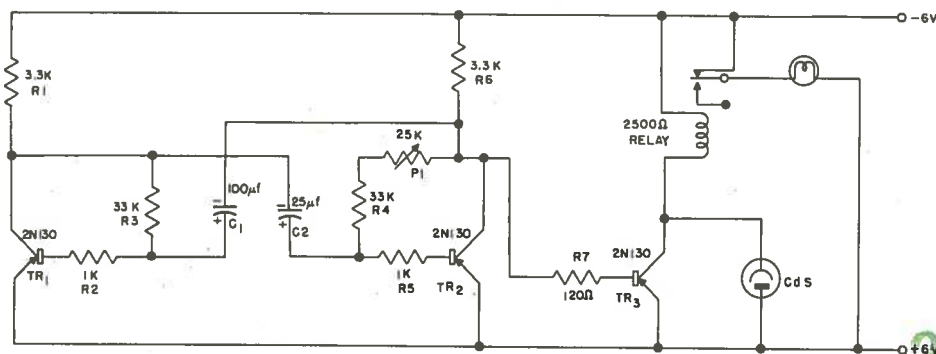 -6V
3.3K
R1
3.3K
R6
2500Ω
RELAY
25K
P1
33K
R3
100µf
C1
25µf
C2
33K
R4
2N130
TR1
1K
R2
1K
R5
2N130
TR2
R7
120Ω
2N130
TR3
CdS
+6V